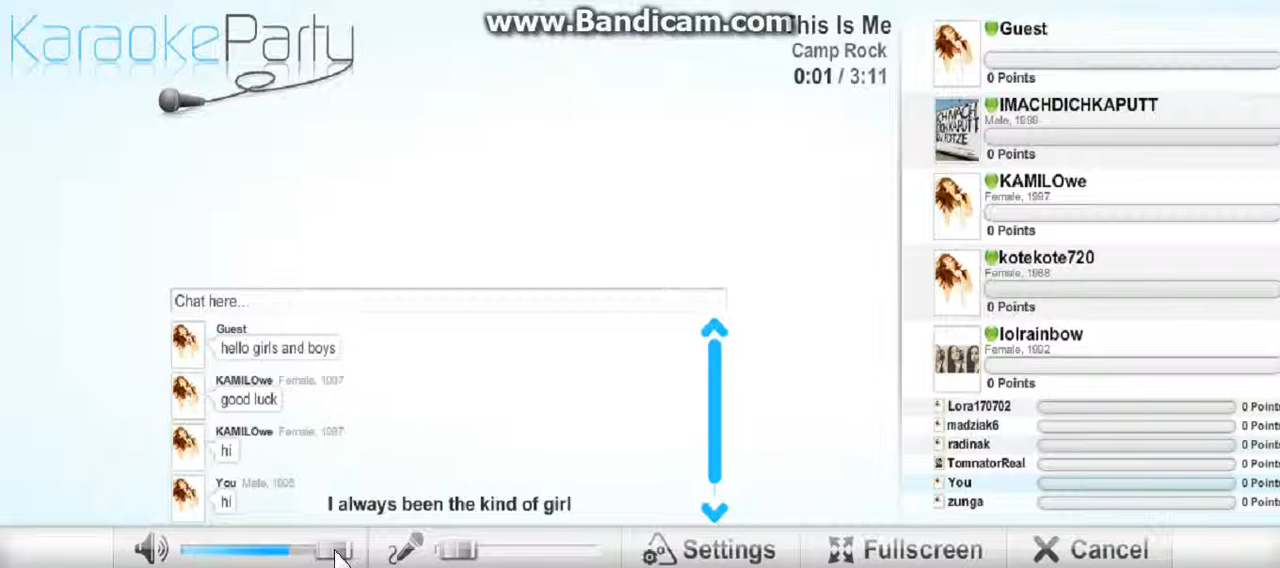 KaraokeParty
www.Bandicam.com
This Is Me
Camp Rock
0:01 / 3:11
Guest
0 Points
IMACHDICHKAPUTT
Male, 1999
0 Points
KAMILOwe
Female, 1997
0 Points
kotekote720
Female, 1988
0 Points
lolrainbow
Female, 1992
0 Points
Lora170702 0 Points
madziak6 0 Points
radinak 0 Points
TomnatorReal 0 Points
You 0 Points
zunga 0 Points
Chat here...
Guest
hello girls and boys
KAMILOwe Female, 1997
good luck
KAMILOwe Female, 1997
hi
You Male, 1995
hi
I always been the kind of girl
Settings
Fullscreen
Cancel